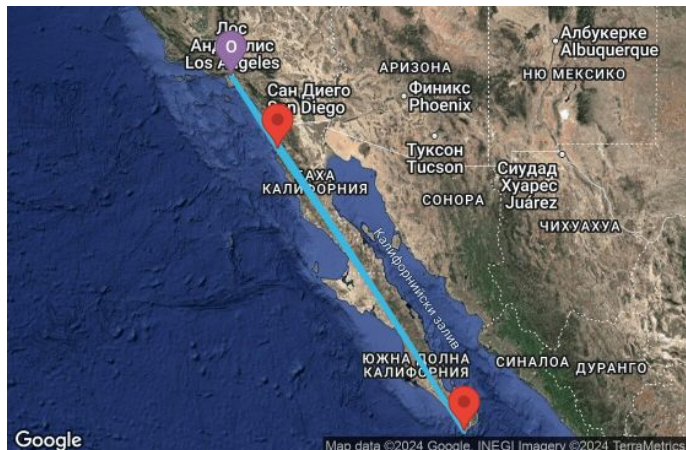 Лос
Анджелис
Los Angeles
O
Сан Диего
San Diego
АРИЗОНА
Финикс
Phoenix
Албукерке
Albuquerque
НЮ МЕКСИКО
Туксон
Tucson
Сиудад
Хуарес
Juárez
БАХА
КАЛИФОРНИЯ
СОНОРА
ЧИХУАХУА
Калифорнийски залив
ЮЖНА ДОЛНА
КАЛИФОРНИЯ
СИНАЛОА
ДУРАНГО
Google
Map data ©2024 Google, INEGI Imagery ©2024 TerraMetrics